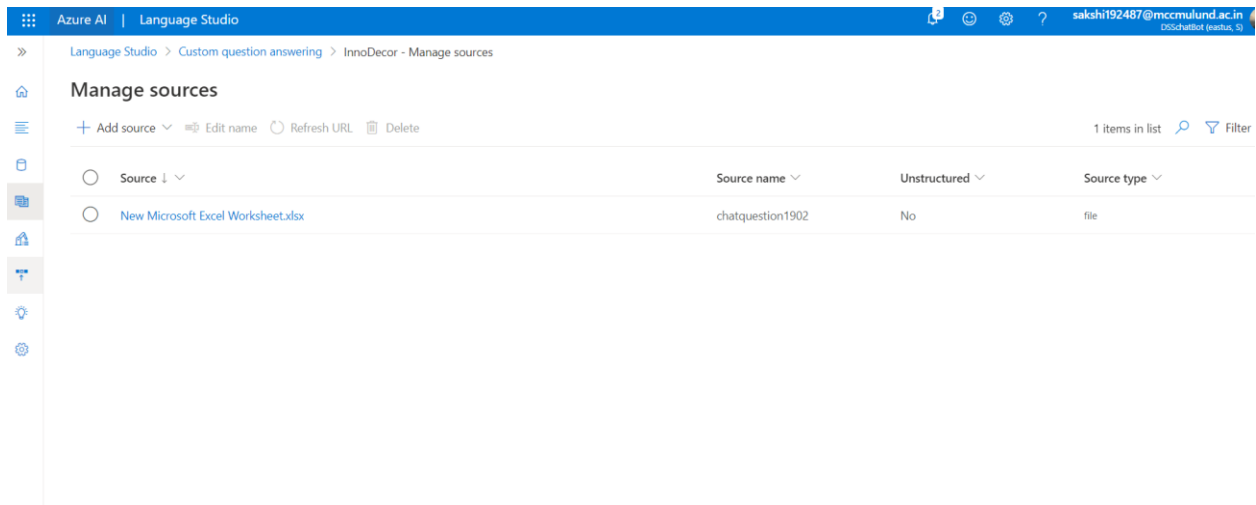 Azure AI | Language Studio
2
?
sakshi192487@mccmulund.ac.in
DSSchatBot (eastus, S)
Language Studio > Custom question answering > InnoDecor - Manage sources
Manage sources
+ Add source Edit name Refresh URL Delete
1 items in list Filter
Source ↓ Source name Unstructured Source type
New Microsoft Excel Worksheet.xlsx chatquestion1902 No file